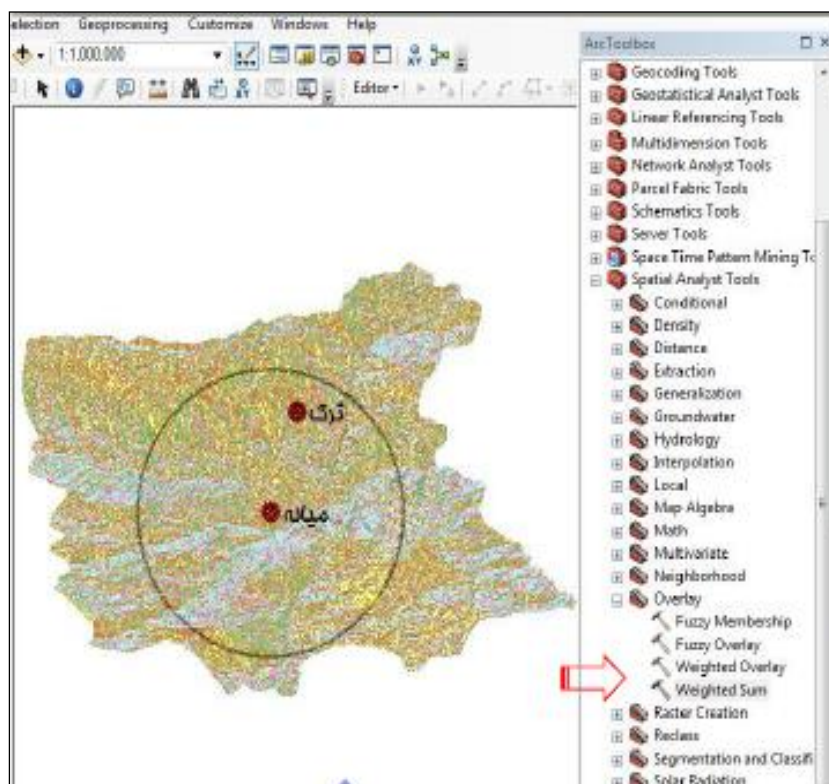 election Geoprocessing Customize Windows Help
1:1.000.000
Editor
ArcToolbox
Geocoding Tools
Geostatistical Analyst Tools
Linear Referencing Tools
Multidimension Tools
Network Analyst Tools
Parcel Fabric Tools
Schematics Tools
Server Tools
Space Time Pattern Mining To
Spatial Analyst Tools
Conditional
Density
Distance
Extraction
Generalization
Groundwater
Hydrology
Interpolation
Local
Map Algebra
Math
Multivariate
Neighborhood
Overlay
Fuzzy Membership
Fuzzy Overlay
Weighted Overlay
Weighted Sum
Raster Creation
Reclass
Segmentation and Classifi
Solar Radiation
ترک
میانه